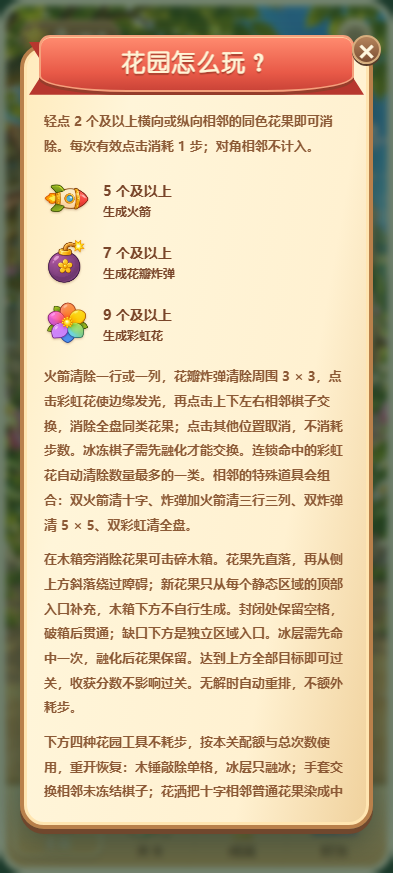 花园怎么玩？
轻点 2 个及以上横向或纵向相邻的同色花果即可消
除。每次有效点击消耗 1 步；对角相邻不计入。
5 个及以上
生成火箭
7 个及以上
生成花瓣炸弹
9 个及以上
生成彩虹花
火箭清除一行或一列，花瓣炸弹清除周围 3 × 3，点
击彩虹花使边缘发光，再点击上下左右相邻棋子交
换，消除全盘同类花果；点击其他位置取消，不消耗
步数。冰冻棋子需先融化才能交换。连锁命中的彩虹
花自动清除数量最多的一类。相邻的特殊道具会组
合：双火箭清十字、炸弹加火箭清三行三列、双炸弹
清 5 × 5、双彩虹清全盘。
在木箱旁消除花果可击碎木箱。花果先直落，再从侧
上方斜落绕过障碍；新花果只从每个静态区域的顶部
入口补充，木箱下方不自行生成。封闭处保留空格，
破箱后贯通；缺口下方是独立区域入口。冰层需先命
中一次，融化后花果保留。达到上方全部目标即可过
关，收获分数不影响过关。无解时自动重排，不额外
耗步。
下方四种花园工具不耗步，按本关配额与总次数使
用，重开恢复：木锤敲除单格，冰层只融冰；手套交
换相邻未冻结棋子；花洒把十字相邻普通花果染成中